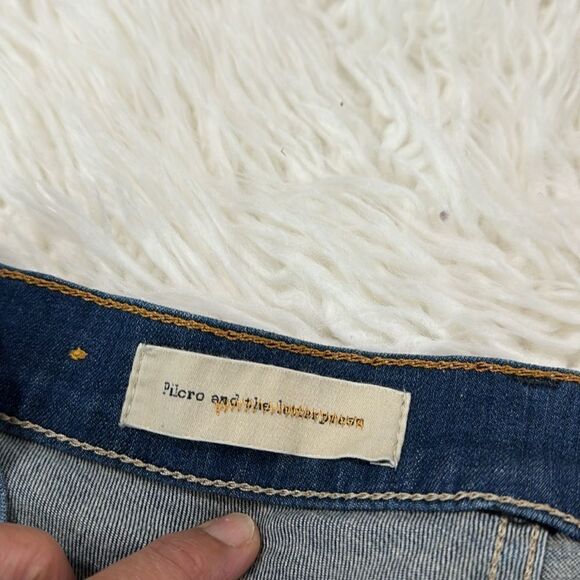 Pilcro and the letterpress